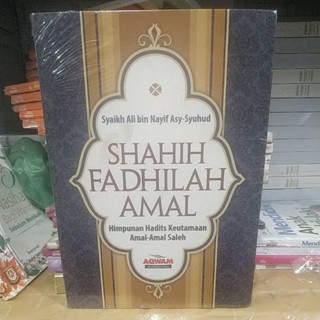 Syaikh Ali bin Nayif Asy-Syuhud
SHAHIH
FADHILAH
AMAL
Himpunan Hadits Keutamaan
Amal-Amal Saleh
AQWAM